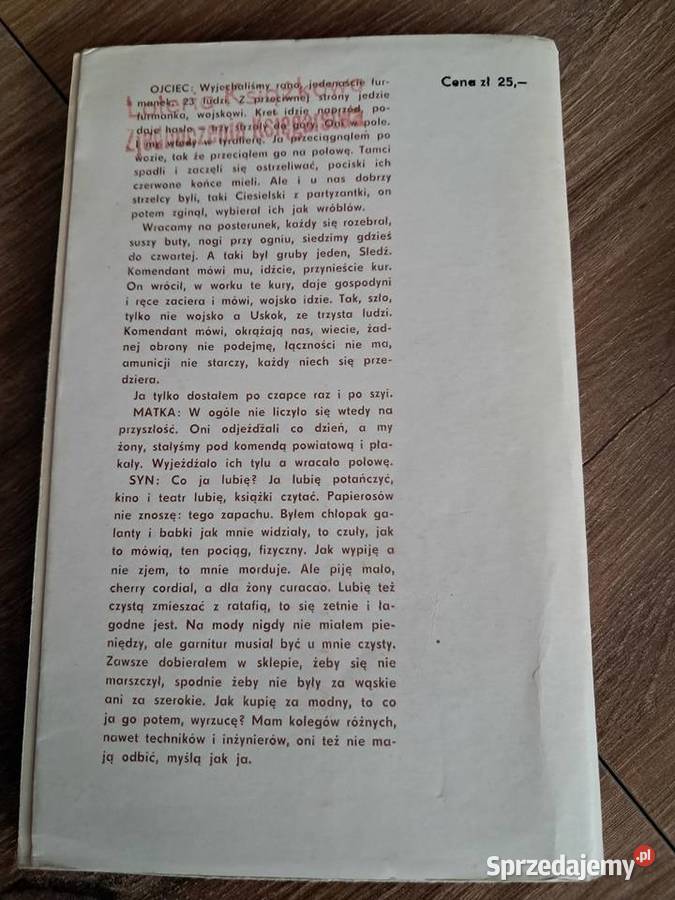 OJCIEC: Wyjechaliśmy rano, jedenaście fur-
manek, 23 ludzi. Z przeciwnej strony jedzie
furmanka, wojskowi. Kret idzie naprzód, po-
daje hasło strzela do góry. Oni w pole,
i my wtedy w tyralierę. Ja przeciągnąłem po
wozie, tak że przeciąłem go na połowę. Tamci
spadli i zaczęli się ostrzeliwać, pociski ich
czerwone końce mieli. Ale i u nas dobrzy
strzelcy byli, taki Ciesielski z partyzantki, on
potem zginął, wybierał ich jak wróblów.
Wracamy na posterunek, każdy się rozebrał,
suszy buty, nogi przy ogniu, siedzimy gdzieś
do czwartej. A taki był gruby jeden, Śledź.
Komendant mówi mu, idźcie, przynieście kur.
On wrócił, w worku te kury, daje gospodyni
i ręce zaciera i mówi, wojsko idzie. Tak, szło,
tylko nie wojsko a Uskok, ze trzysta ludzi.
Komendant mówi, okrążają nas, wiecie, żad-
nej obrony nie podejmę, łączności nie ma,
amunicji nie starczy, każdy niech się prze-
dziera.
Ja tylko dostałem po czapce raz i po szyi.
MATKA: W ogóle nie liczyło się wtedy na
przyszłość. Oni odjeżdżali co dzień, a my
żony, stałyśmy pod komendą powiatową i pła-
kały. Wyjeżdżało ich tylu a wracało połowę.
SYN: Co ja lubię? Ja lubię potańczyć,
kino i teatr lubię, książki czytać. Papierosów
nie znoszę: tego zapachu. Byłem chłopak ga-
lanty i babki jak mnie widziały, to czuły, jak
to mówią, ten pociąg, fizyczny. Jak wypiję a
nie zjem, to mnie morduje. Ale piję mało,
cherry cordial, a dla żony curacao. Lubię też
czystą zmieszać z ratafią, to się zetnie i ła-
godne jest. Na mody nigdy nie miałem pie-
niędzy, ale garnitur musiał być u mnie czysty.
Zawsze dobierałem w sklepie, żeby się nie
marszczył, spodnie żeby nie były za wąskie
ani za szerokie. Jak kupię za modny, to co
ja go potem, wyrzucę? Mam kolegów różnych,
nawet techników i inżynierów, oni też nie ma-
ją odbić, myślą jak ja.
Cena zł 25,—
Loteria Książkowa
Zjednoczenia Księgarstwa
Sprzedajemy.pl